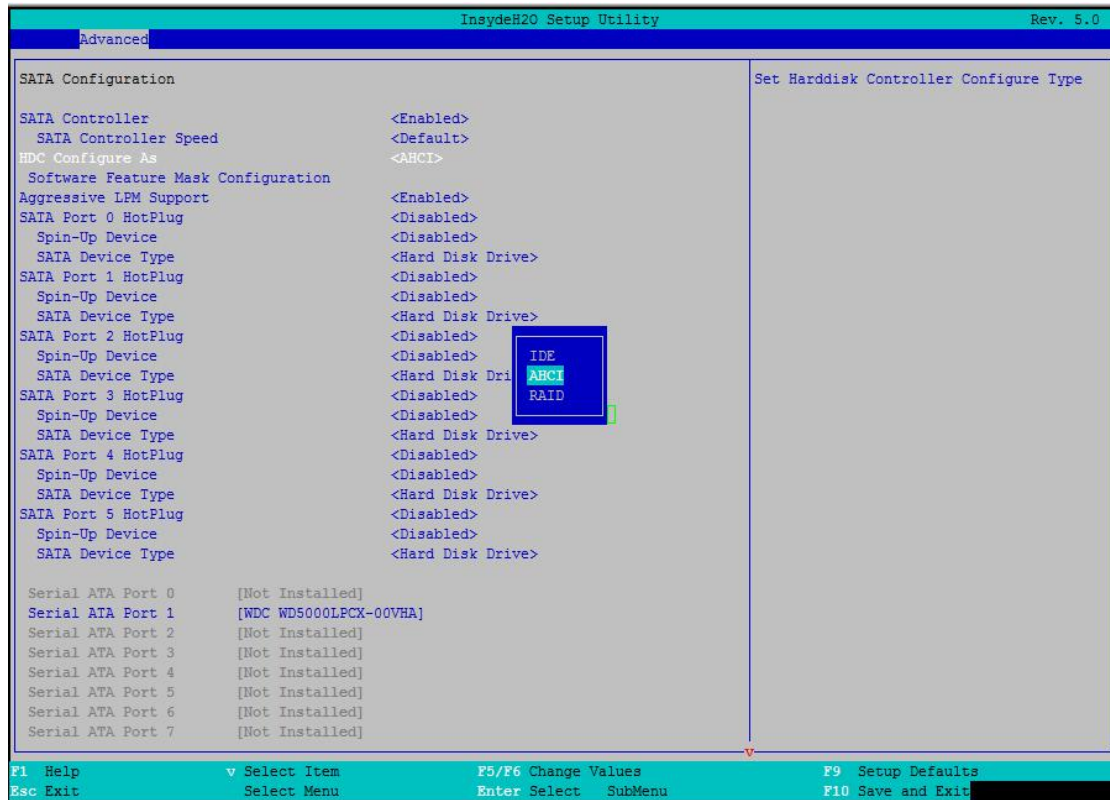 InsydeH2O Setup Utility Rev. 5.0
Advanced
SATA Configuration
Set Harddisk Controller Configure Type
SATA Controller <Enabled>
SATA Controller Speed <Default>
HDC Configure As <AHCI>
Software Feature Mask Configuration
Aggressive LPM Support <Enabled>
SATA Port 0 HotPlug <Disabled>
Spin-Up Device <Disabled>
SATA Device Type <Hard Disk Drive>
SATA Port 1 HotPlug <Disabled>
Spin-Up Device <Disabled>
SATA Device Type <Hard Disk Drive>
SATA Port 2 HotPlug <Disabled>
Spin-Up Device <Disabled>
SATA Device Type <Hard Disk Dri
SATA Port 3 HotPlug <Disabled>
Spin-Up Device <Disabled>
SATA Device Type <Hard Disk Drive>
SATA Port 4 HotPlug <Disabled>
Spin-Up Device <Disabled>
SATA Device Type <Hard Disk Drive>
SATA Port 5 HotPlug <Disabled>
Spin-Up Device <Disabled>
SATA Device Type <Hard Disk Drive>
IDE
AHCI
RAID
Serial ATA Port 0 [Not Installed]
Serial ATA Port 1 [WDC WD5000LPCX-00VHA]
Serial ATA Port 2 [Not Installed]
Serial ATA Port 3 [Not Installed]
Serial ATA Port 4 [Not Installed]
Serial ATA Port 5 [Not Installed]
Serial ATA Port 6 [Not Installed]
Serial ATA Port 7 [Not Installed]
v
F1 Help v Select Item F5/F6 Change Values F9 Setup Defaults
Esc Exit Select Menu Enter Select SubMenu F10 Save and Exit